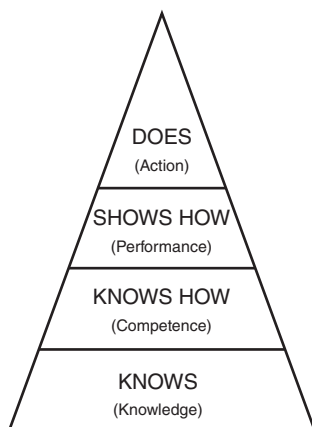 DOES
(Action)
SHOWS HOW
(Performance)
KNOWS HOW
(Competence)
KNOWS
(Knowledge)